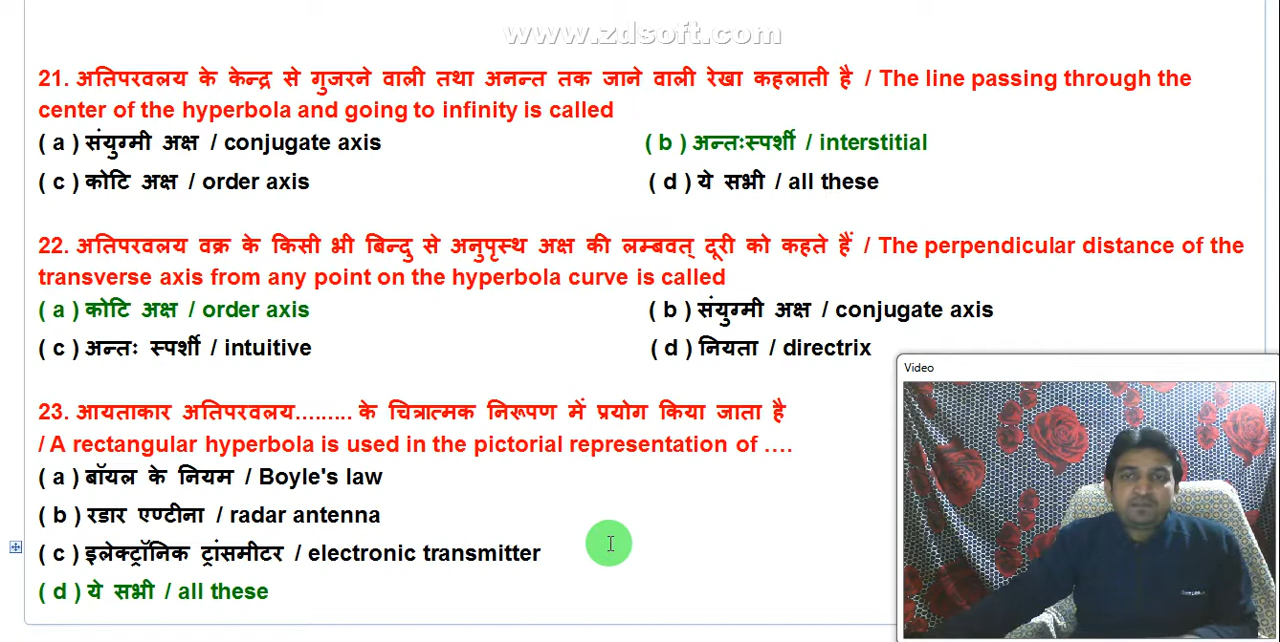 www.zdsoft.com
21. अतिपरवलय के केन्द्र से गुजरने वाली तथा अनन्त तक जाने वाली रेखा कहलाती है / The line passing through the
center of the hyperbola and going to infinity is called
( a ) संयुग्मी अक्ष / conjugate axis ( b ) अन्तःस्पर्शी / interstitial
( c ) कोटि अक्ष / order axis ( d ) ये सभी / all these
22. अतिपरवलय वक्र के किसी भी बिन्दु से अनुपृस्थ अक्ष की लम्बवत् दूरी को कहते हैं / The perpendicular distance of the
transverse axis from any point on the hyperbola curve is called
( a ) कोटि अक्ष / order axis ( b ) संयुग्मी अक्ष / conjugate axis
( c ) अन्तः स्पर्शी / intuitive ( d ) नियता / directrix
Video
23. आयताकार अतिपरवलय......... के चित्रात्मक निरूपण में प्रयोग किया जाता है
/ A rectangular hyperbola is used in the pictorial representation of ....
( a ) बॉयल के नियम / Boyle's law
( b ) रडार एण्टीना / radar antenna
( c ) इलेक्ट्रॉनिक ट्रांसमीटर / electronic transmitter
( d ) ये सभी / all these